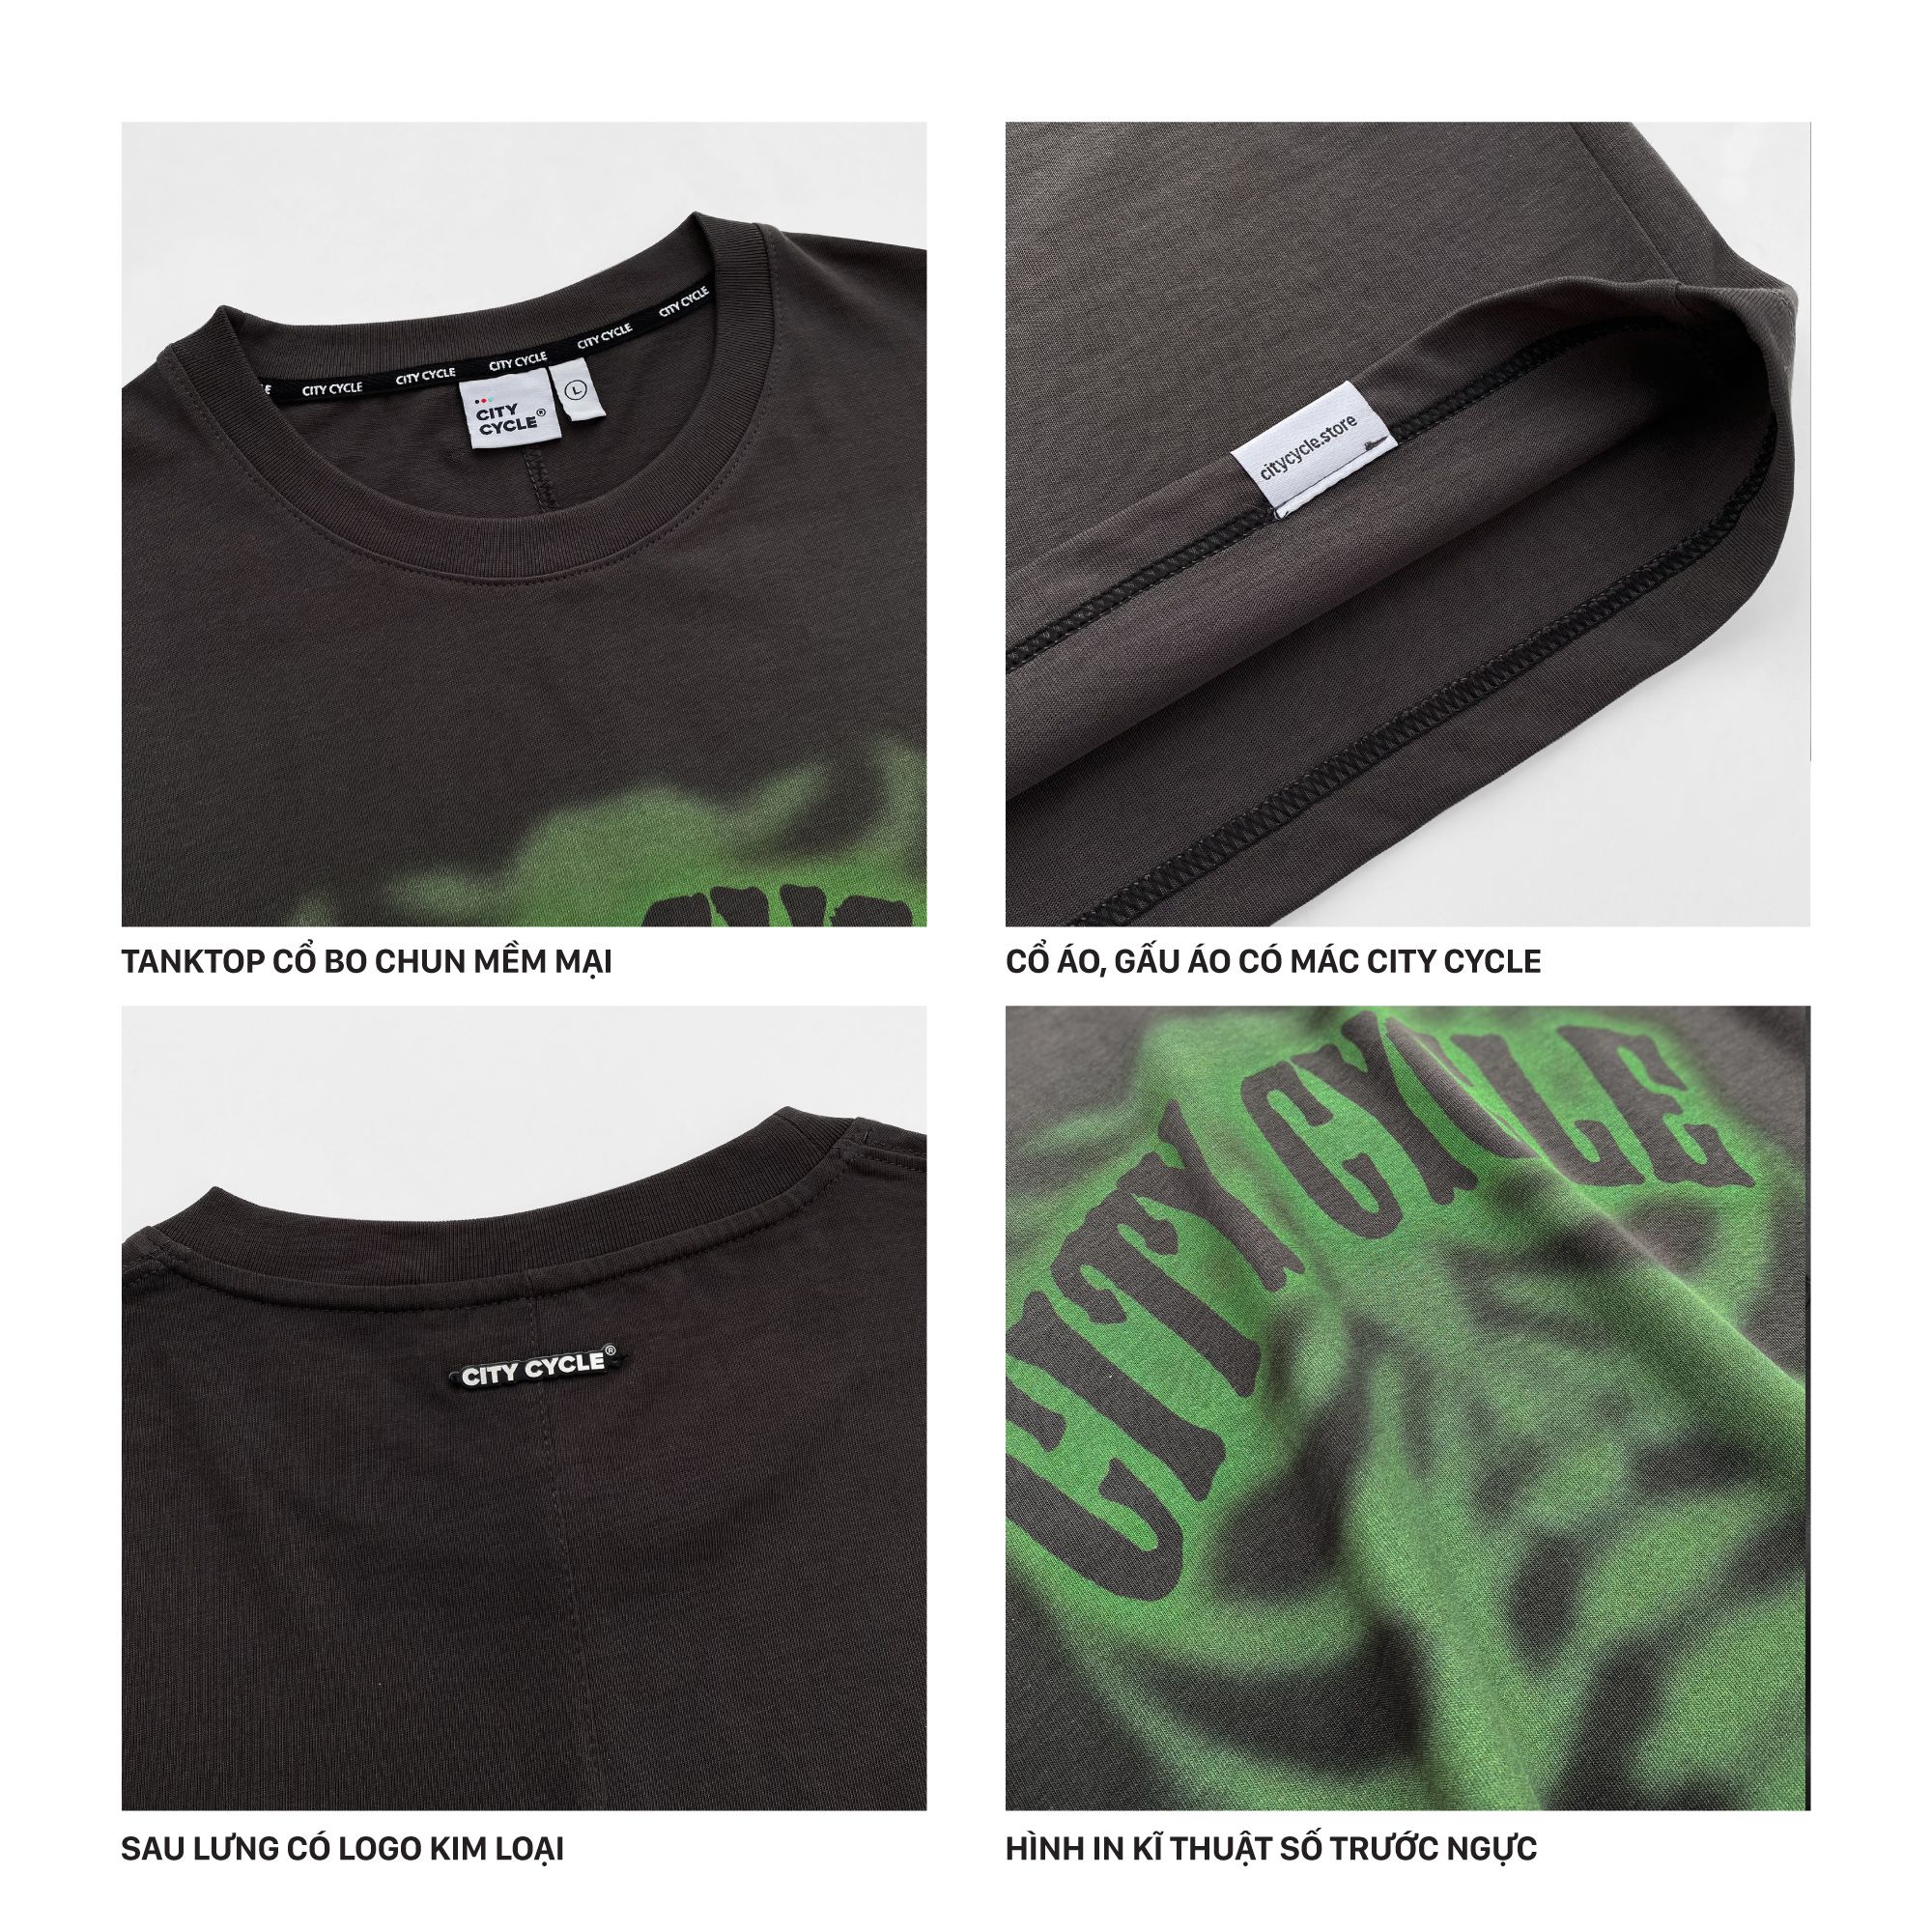 CITY CYCLE
CITY CYCLE
CITY CYCLE
CITY CYCLE
CITY CYCLE
CITY
CYCLE®
L
citycycle.store
TANKTOP CỔ BO CHUN MỀM MẠI
CỔ ÁO, GẤU ÁO CÓ MÁC CITY CYCLE
CITY CYCLE®
CITY CYCLE
SAU LƯNG CÓ LOGO KIM LOẠI
HÌNH IN KĨ THUẬT SỐ TRƯỚC NGỰC